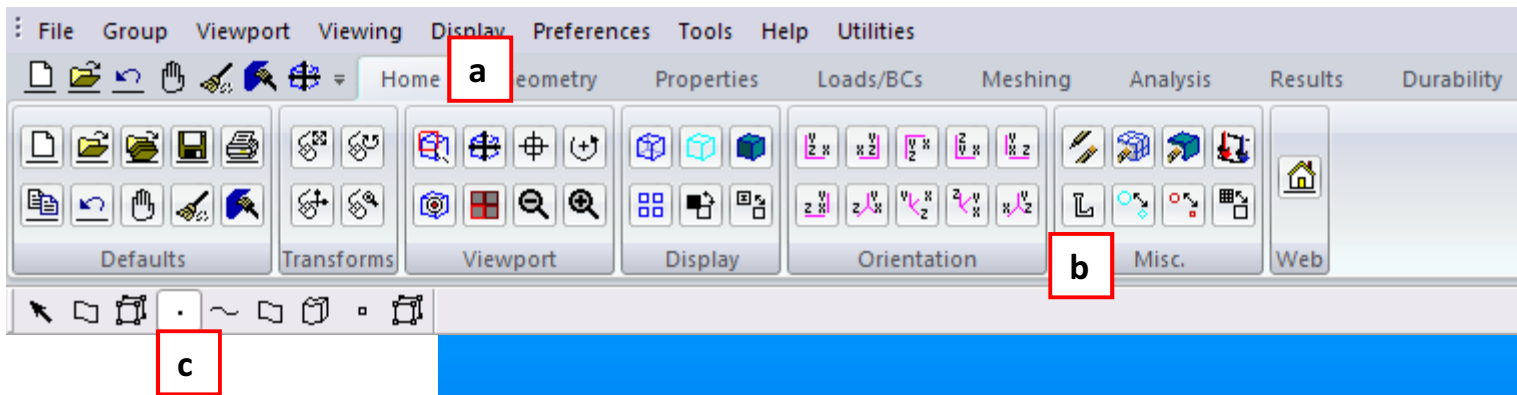 File Group Viewport Viewing Display Preferences Tools Help Utilities
Home a eometry Properties Loads/BCs Meshing Analysis Results Durability
Defaults Transforms Viewport Display Orientation b Misc. Web
c